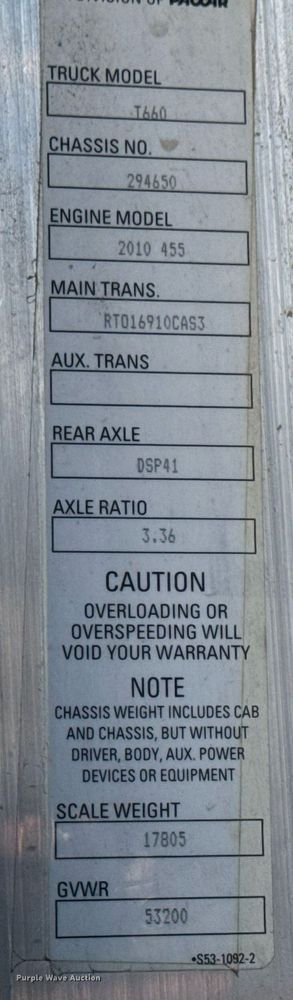 DIVISION OF PACCAR
TRUCK MODEL
T660
CHASSIS NO.
294650
ENGINE MODEL
2010 455
MAIN TRANS.
RTO16910CAS3
AUX. TRANS
REAR AXLE
DSP41
AXLE RATIO
3.36
CAUTION
OVERLOADING OR
OVERSPEEDING WILL
VOID YOUR WARRANTY
NOTE
CHASSIS WEIGHT INCLUDES CAB
AND CHASSIS, BUT WITHOUT
DRIVER, BODY, AUX. POWER
DEVICES OR EQUIPMENT
SCALE WEIGHT
17805
GVWR
53200
•S53-1092-2
Purple Wave Auction